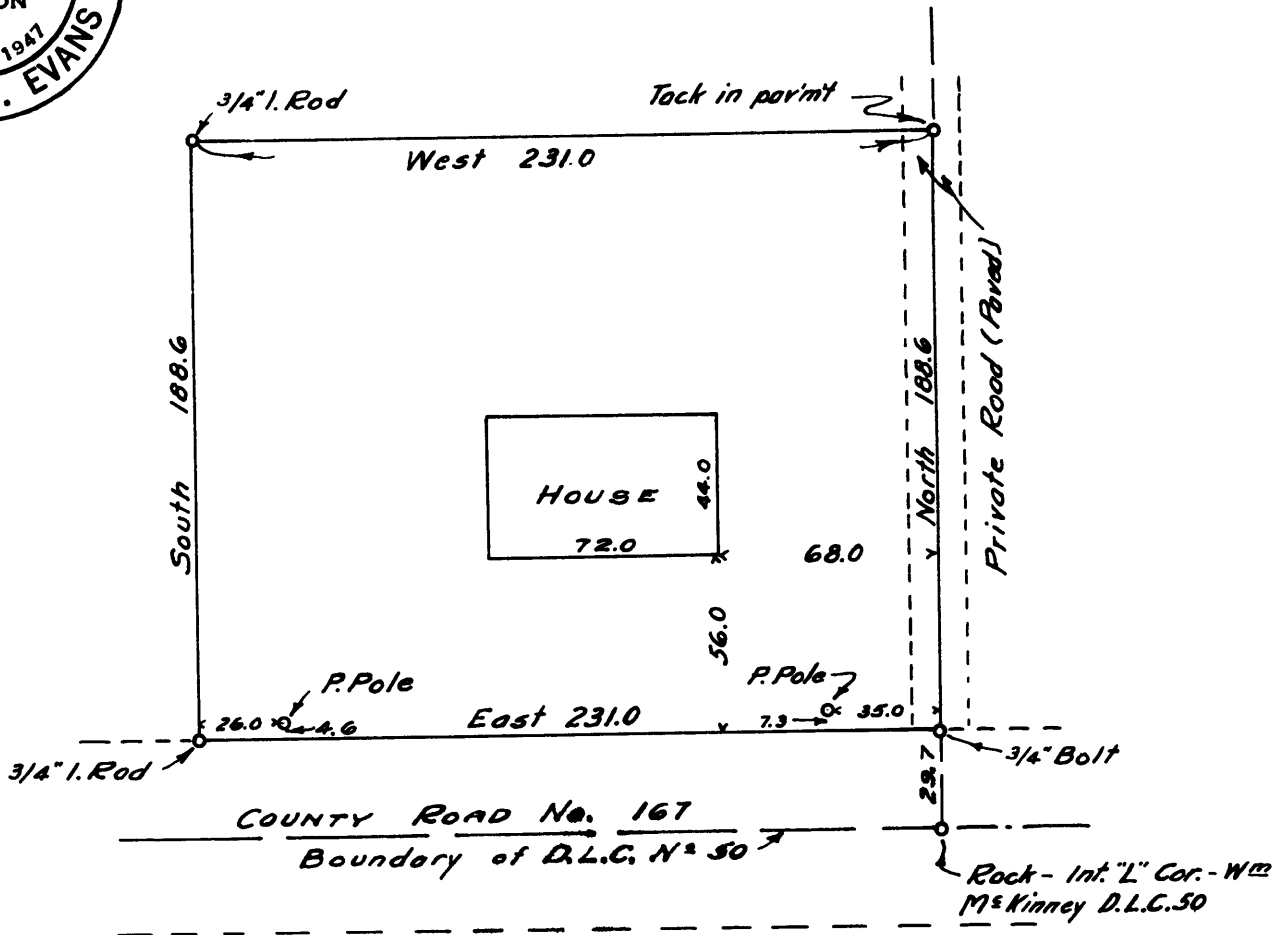 ON
1947
. EVANS
3/4" I. Rod
Tack in pav'm't
West 231.0
South 188.6
North 188.6
Private Road (Paved)
HOUSE
44.0
72.0
68.0
56.0
P. Pole
P. Pole
26.0
4.6
East 231.0
7.3
35.0
3/4" I. Rod
3/4" Bolt
29.7
COUNTY ROAD No. 167
Boundary of D.L.C. Nº 50
Rock - Int. "L" Cor. - Wm
McKinney D.L.C. 50